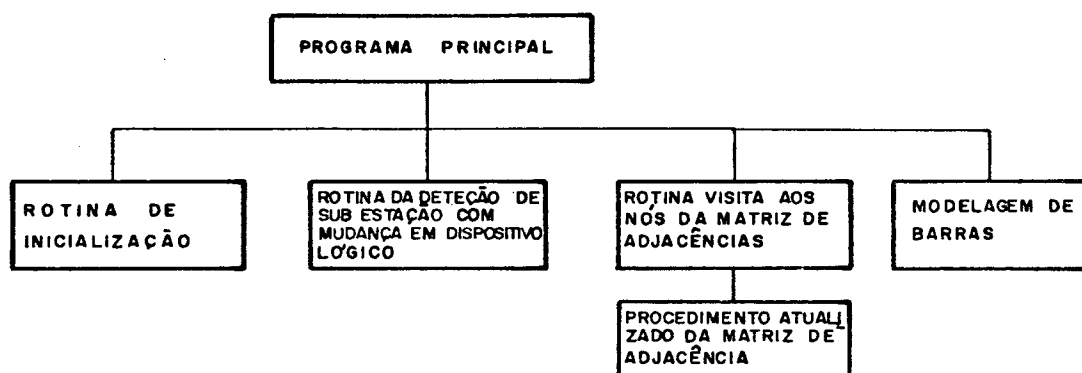 PROGRAMA PRINCIPAL
ROTINA DE
INICIALIZAÇÃO
ROTINA DA DETEÇÃO DE
SUB ESTAÇÃO COM
MUDANÇA EM DISPOSITIVO
LÓGICO
ROTINA VISITA AOS
NÓS DA MATRIZ DE
ADJACÊNCIAS
MODELAGEM DE
BARRAS
PROCEDIMENTO ATUALI
ZADO DA MATRIZ DE
ADJACÊNCIA